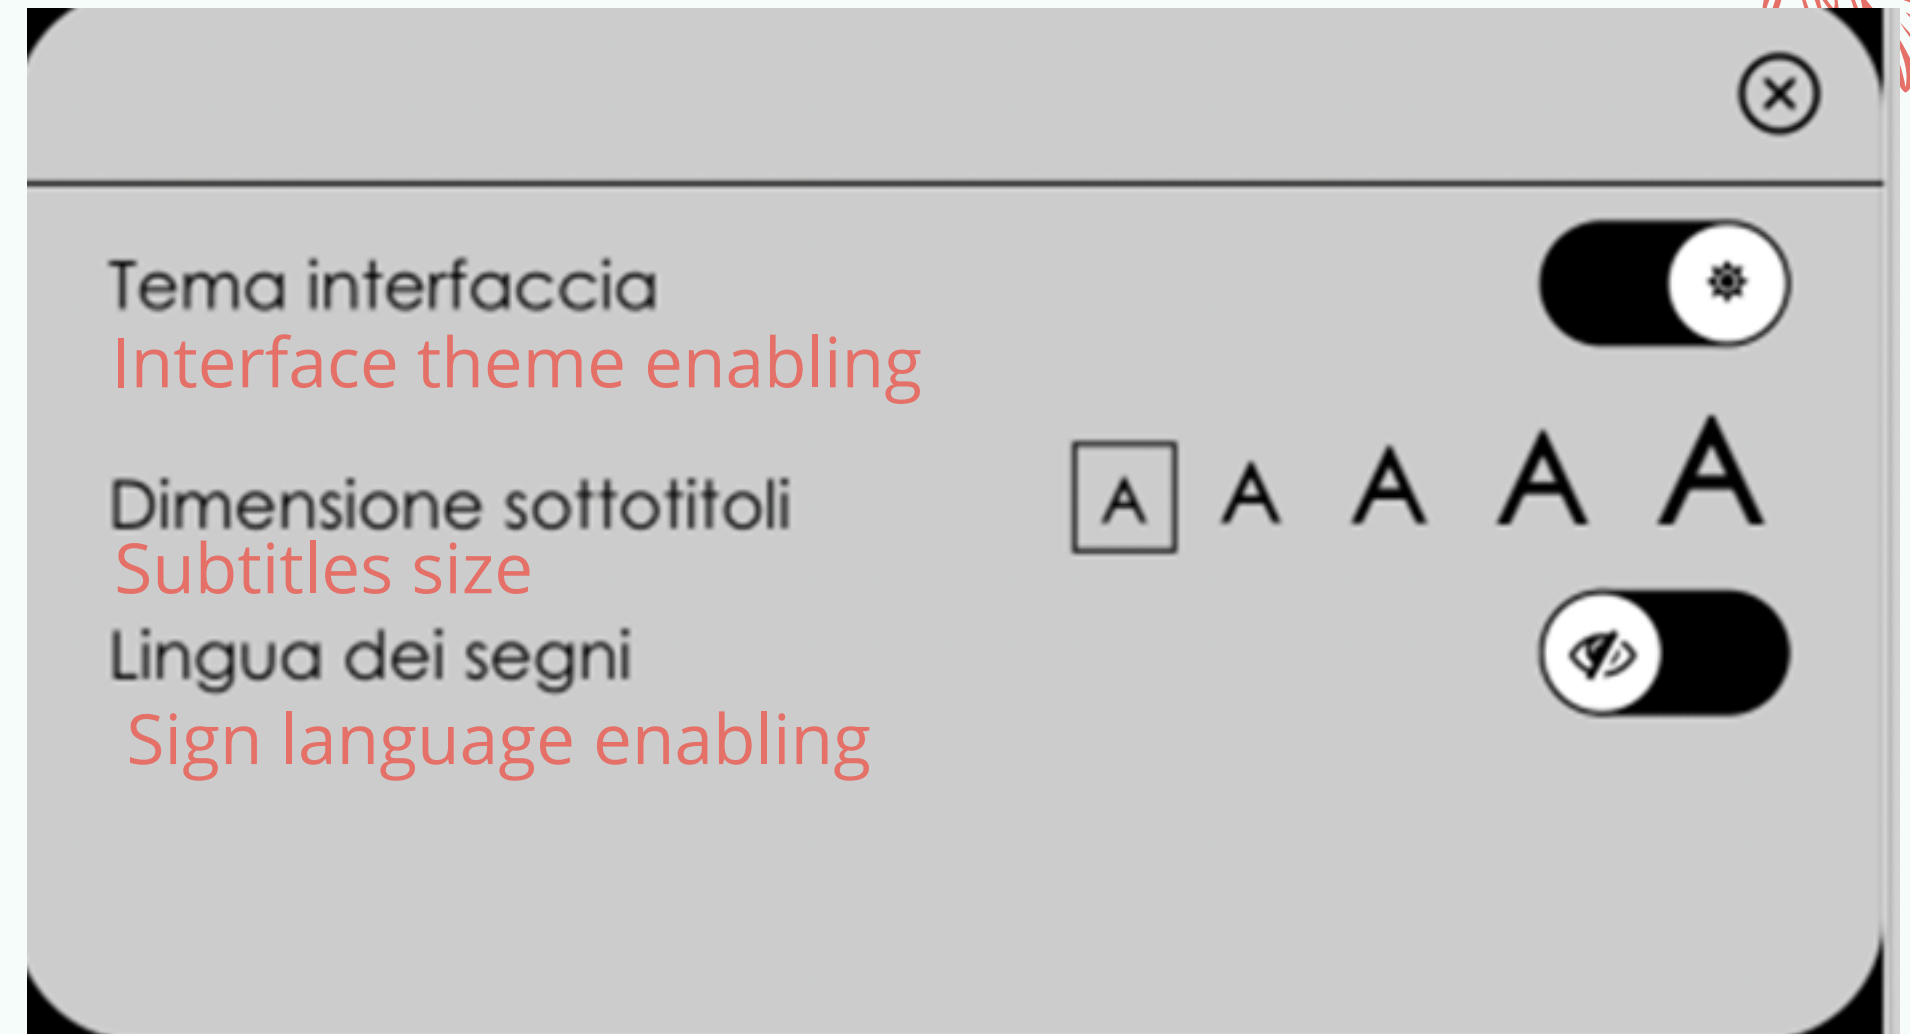 Tema interfaccia
Interface theme enabling
Dimensione sottotitoli A A A A A
Subtitles size
Lingua dei segni
Sign language enabling